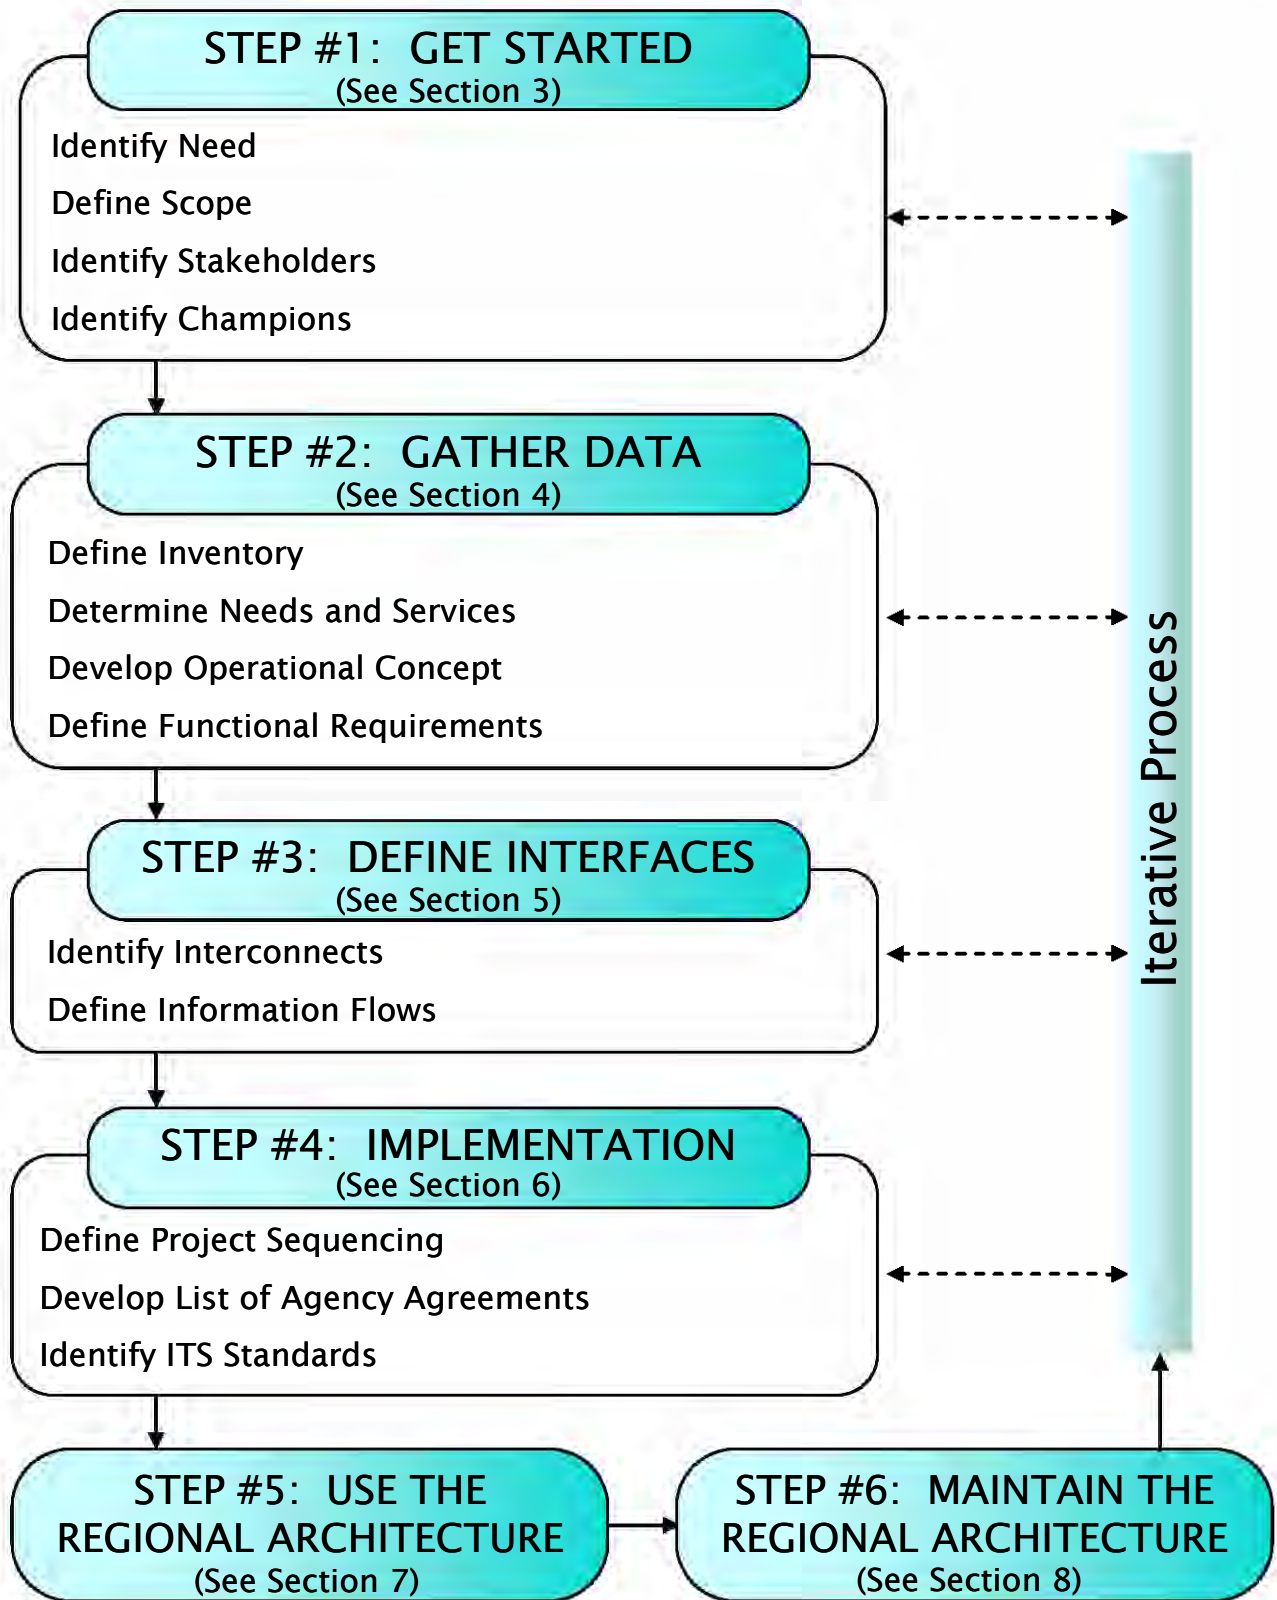 STEP #1: GET STARTED
(See Section 3)
Identify Need
Define Scope
Identify Stakeholders
Identify Champions
STEP #2: GATHER DATA
(See Section 4)
Define Inventory
Determine Needs and Services
Develop Operational Concept
Define Functional Requirements
STEP #3: DEFINE INTERFACES
(See Section 5)
Identify Interconnects
Define Information Flows
STEP #4: IMPLEMENTATION
(See Section 6)
Define Project Sequencing
Develop List of Agency Agreements
Identify ITS Standards
STEP #5: USE THE
REGIONAL ARCHITECTURE
(See Section 7)
STEP #6: MAINTAIN THE
REGIONAL ARCHITECTURE
(See Section 8)
Iterative Process